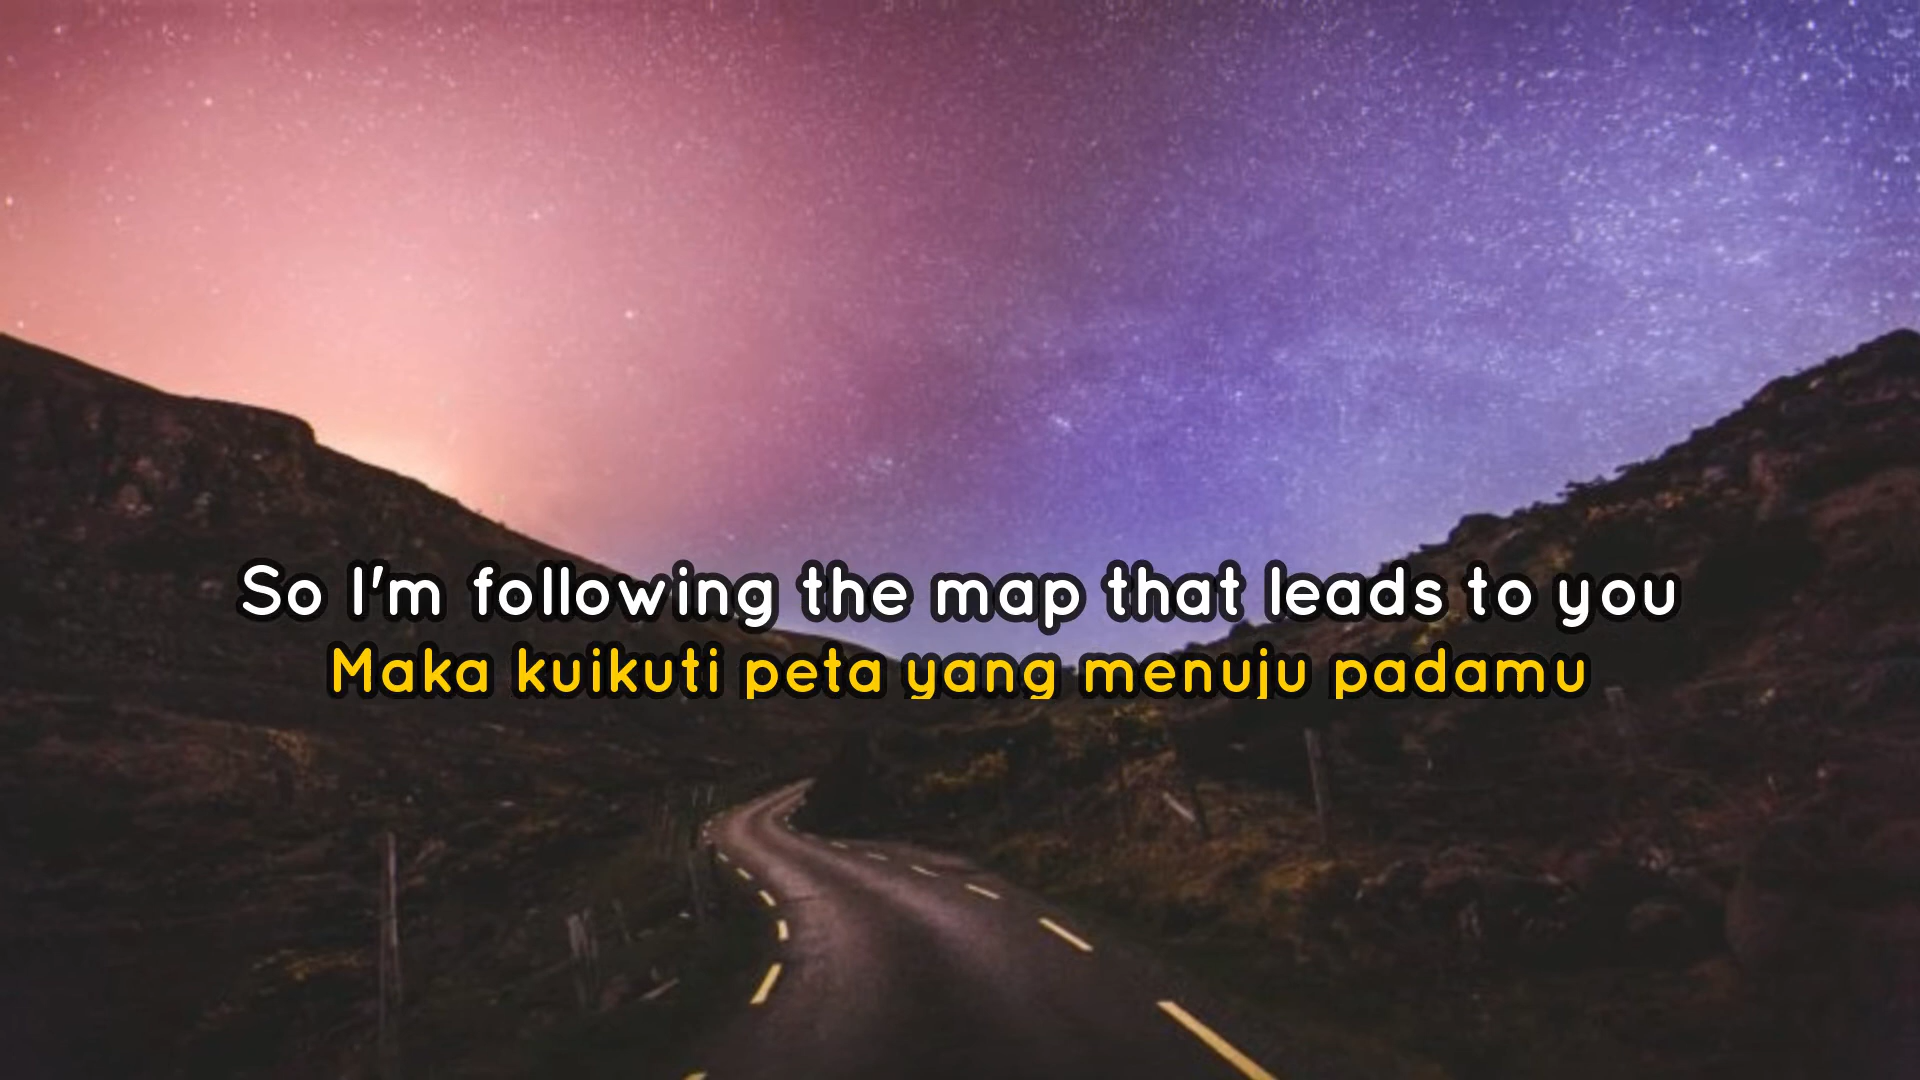 So I'm following the map that leads to you
Maka kuikuti peta yang menuju padamu